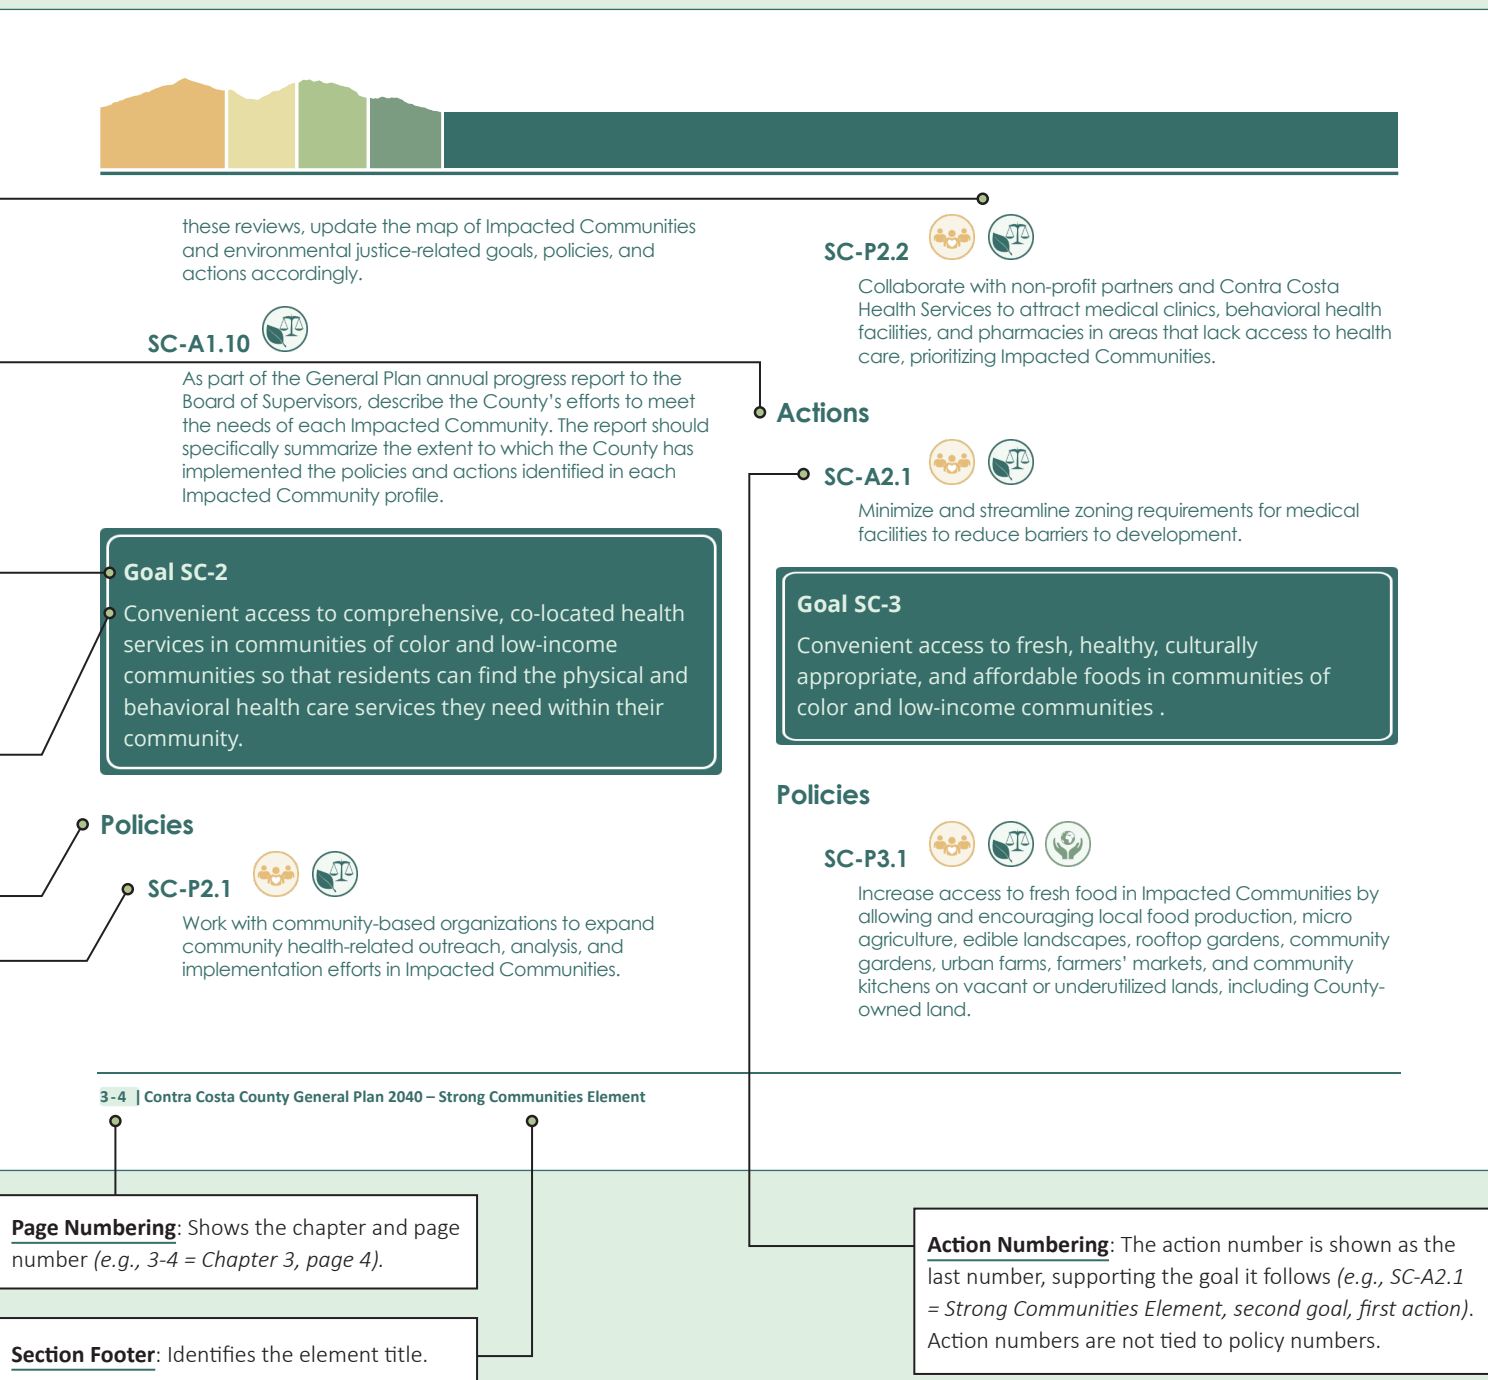 these reviews, update the map of Impacted Communities
and environmental justice-related goals, policies, and
actions accordingly.
SC-A1.10
As part of the General Plan annual progress report to the
Board of Supervisors, describe the County’s efforts to meet
the needs of each Impacted Community. The report should
specifically summarize the extent to which the County has
implemented the policies and actions identified in each
Impacted Community profile.
Goal SC-2
Convenient access to comprehensive, co-located health
services in communities of color and low-income
communities so that residents can find the physical and
behavioral health care services they need within their
community.
Policies
SC-P2.1
Work with community-based organizations to expand
community health-related outreach, analysis, and
implementation efforts in Impacted Communities.
SC-P2.2
Collaborate with non-profit partners and Contra Costa
Health Services to attract medical clinics, behavioral health
facilities, and pharmacies in areas that lack access to health
care, prioritizing Impacted Communities.
Actions
SC-A2.1
Minimize and streamline zoning requirements for medical
facilities to reduce barriers to development.
Goal SC-3
Convenient access to fresh, healthy, culturally
appropriate, and affordable foods in communities of
color and low-income communities .
Policies
SC-P3.1
Increase access to fresh food in Impacted Communities by
allowing and encouraging local food production, micro
agriculture, edible landscapes, rooftop gardens, community
gardens, urban farms, farmers’ markets, and community
kitchens on vacant or underutilized lands, including County-
owned land.
3-4 | Contra Costa County General Plan 2040 – Strong Communities Element
Page Numbering: Shows the chapter and page
number (e.g., 3-4 = Chapter 3, page 4).
Section Footer: Identifies the element title.
Action Numbering: The action number is shown as the
last number, supporting the goal it follows (e.g., SC-A2.1
= Strong Communities Element, second goal, first action).
Action numbers are not tied to policy numbers.